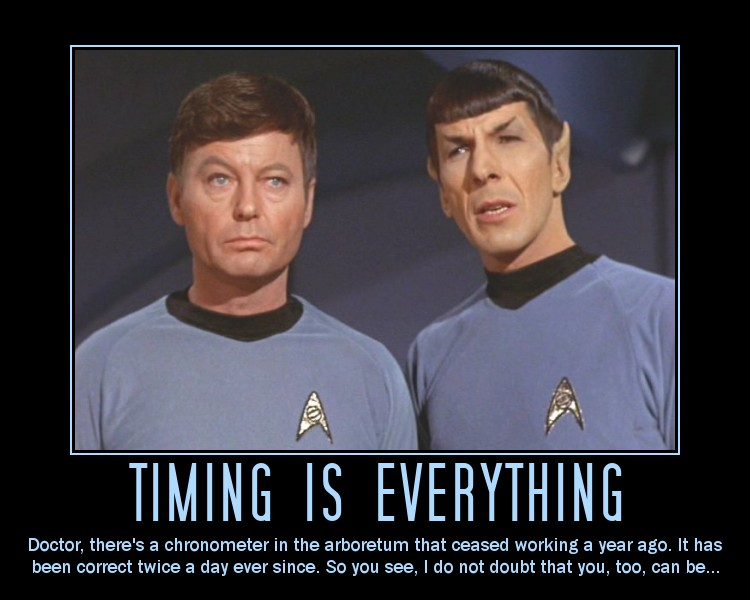 TIMING IS EVERYTHING
Doctor, there's a chronometer in the arboretum that ceased working a year ago. It has
been correct twice a day ever since. So you see, I do not doubt that you, too, can be...